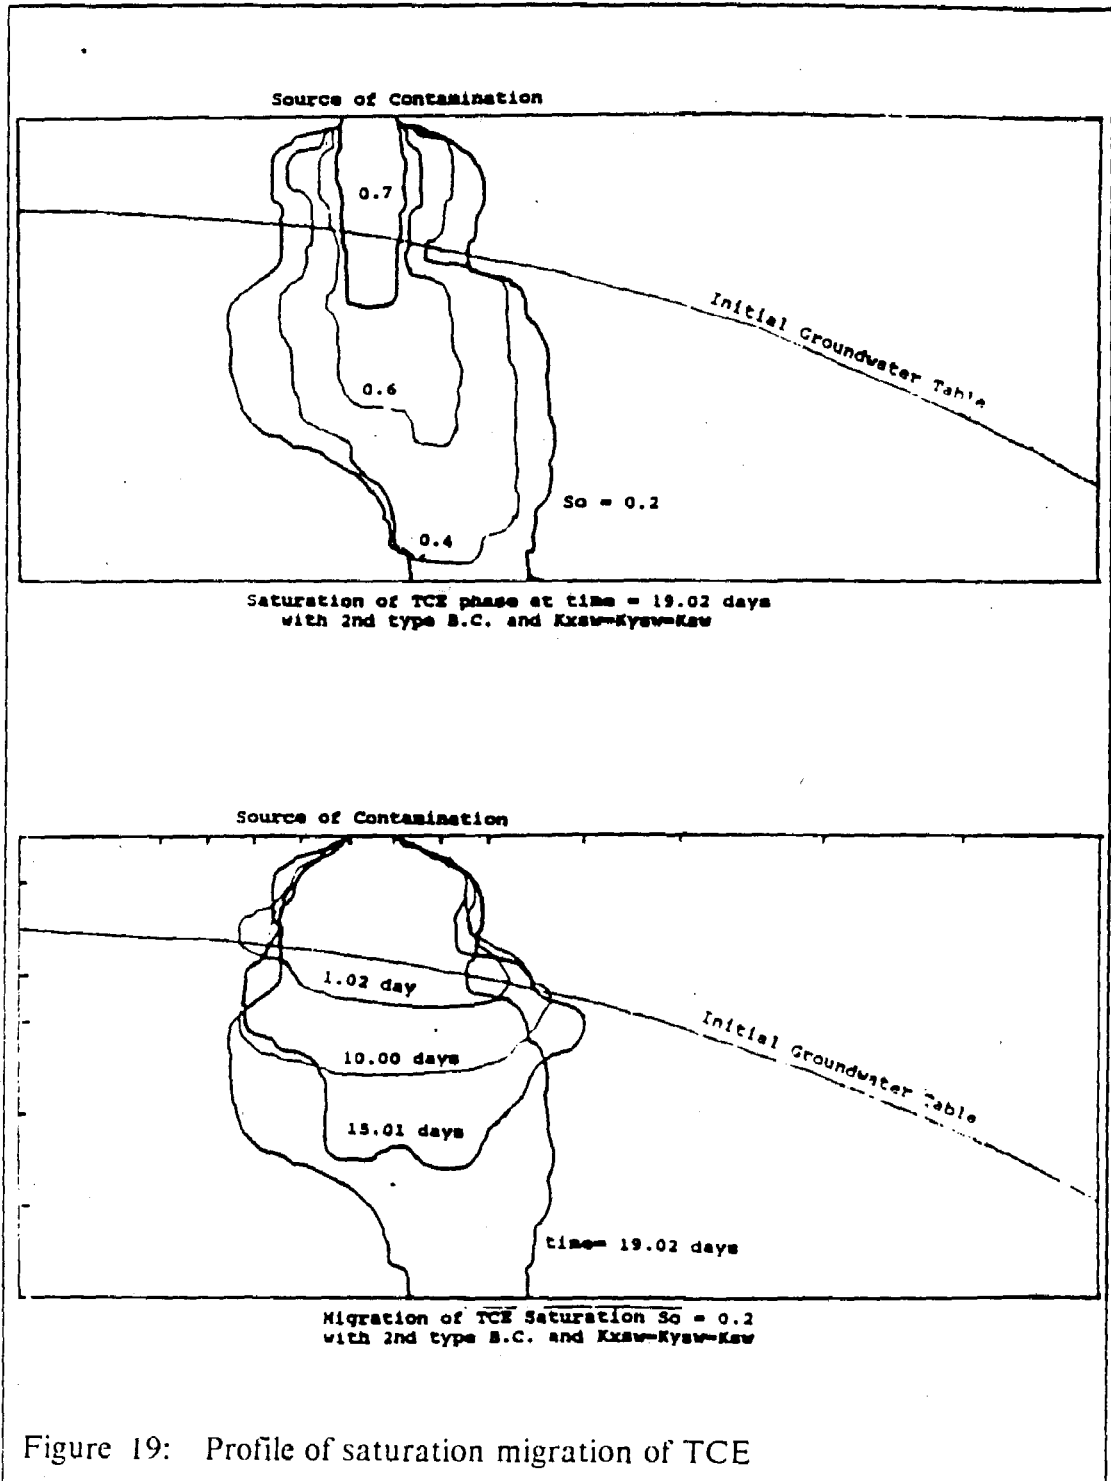 Source of Contamination
0.7
Initial Groundwater Table
0.6
So = 0.2
0.4
Saturation of TCE phase at time = 19.02 days
with 2nd type B.C. and Kxsw=Kysw=Ksw
Source of Contamination
1.02 day
Initial Groundwater Table
10.00 days
15.01 days
time= 19.02 days
Migration of TCE Saturation So = 0.2
with 2nd type B.C. and Kxsw=Kysw=Ksw
Figure 19: Profile of saturation migration of TCE